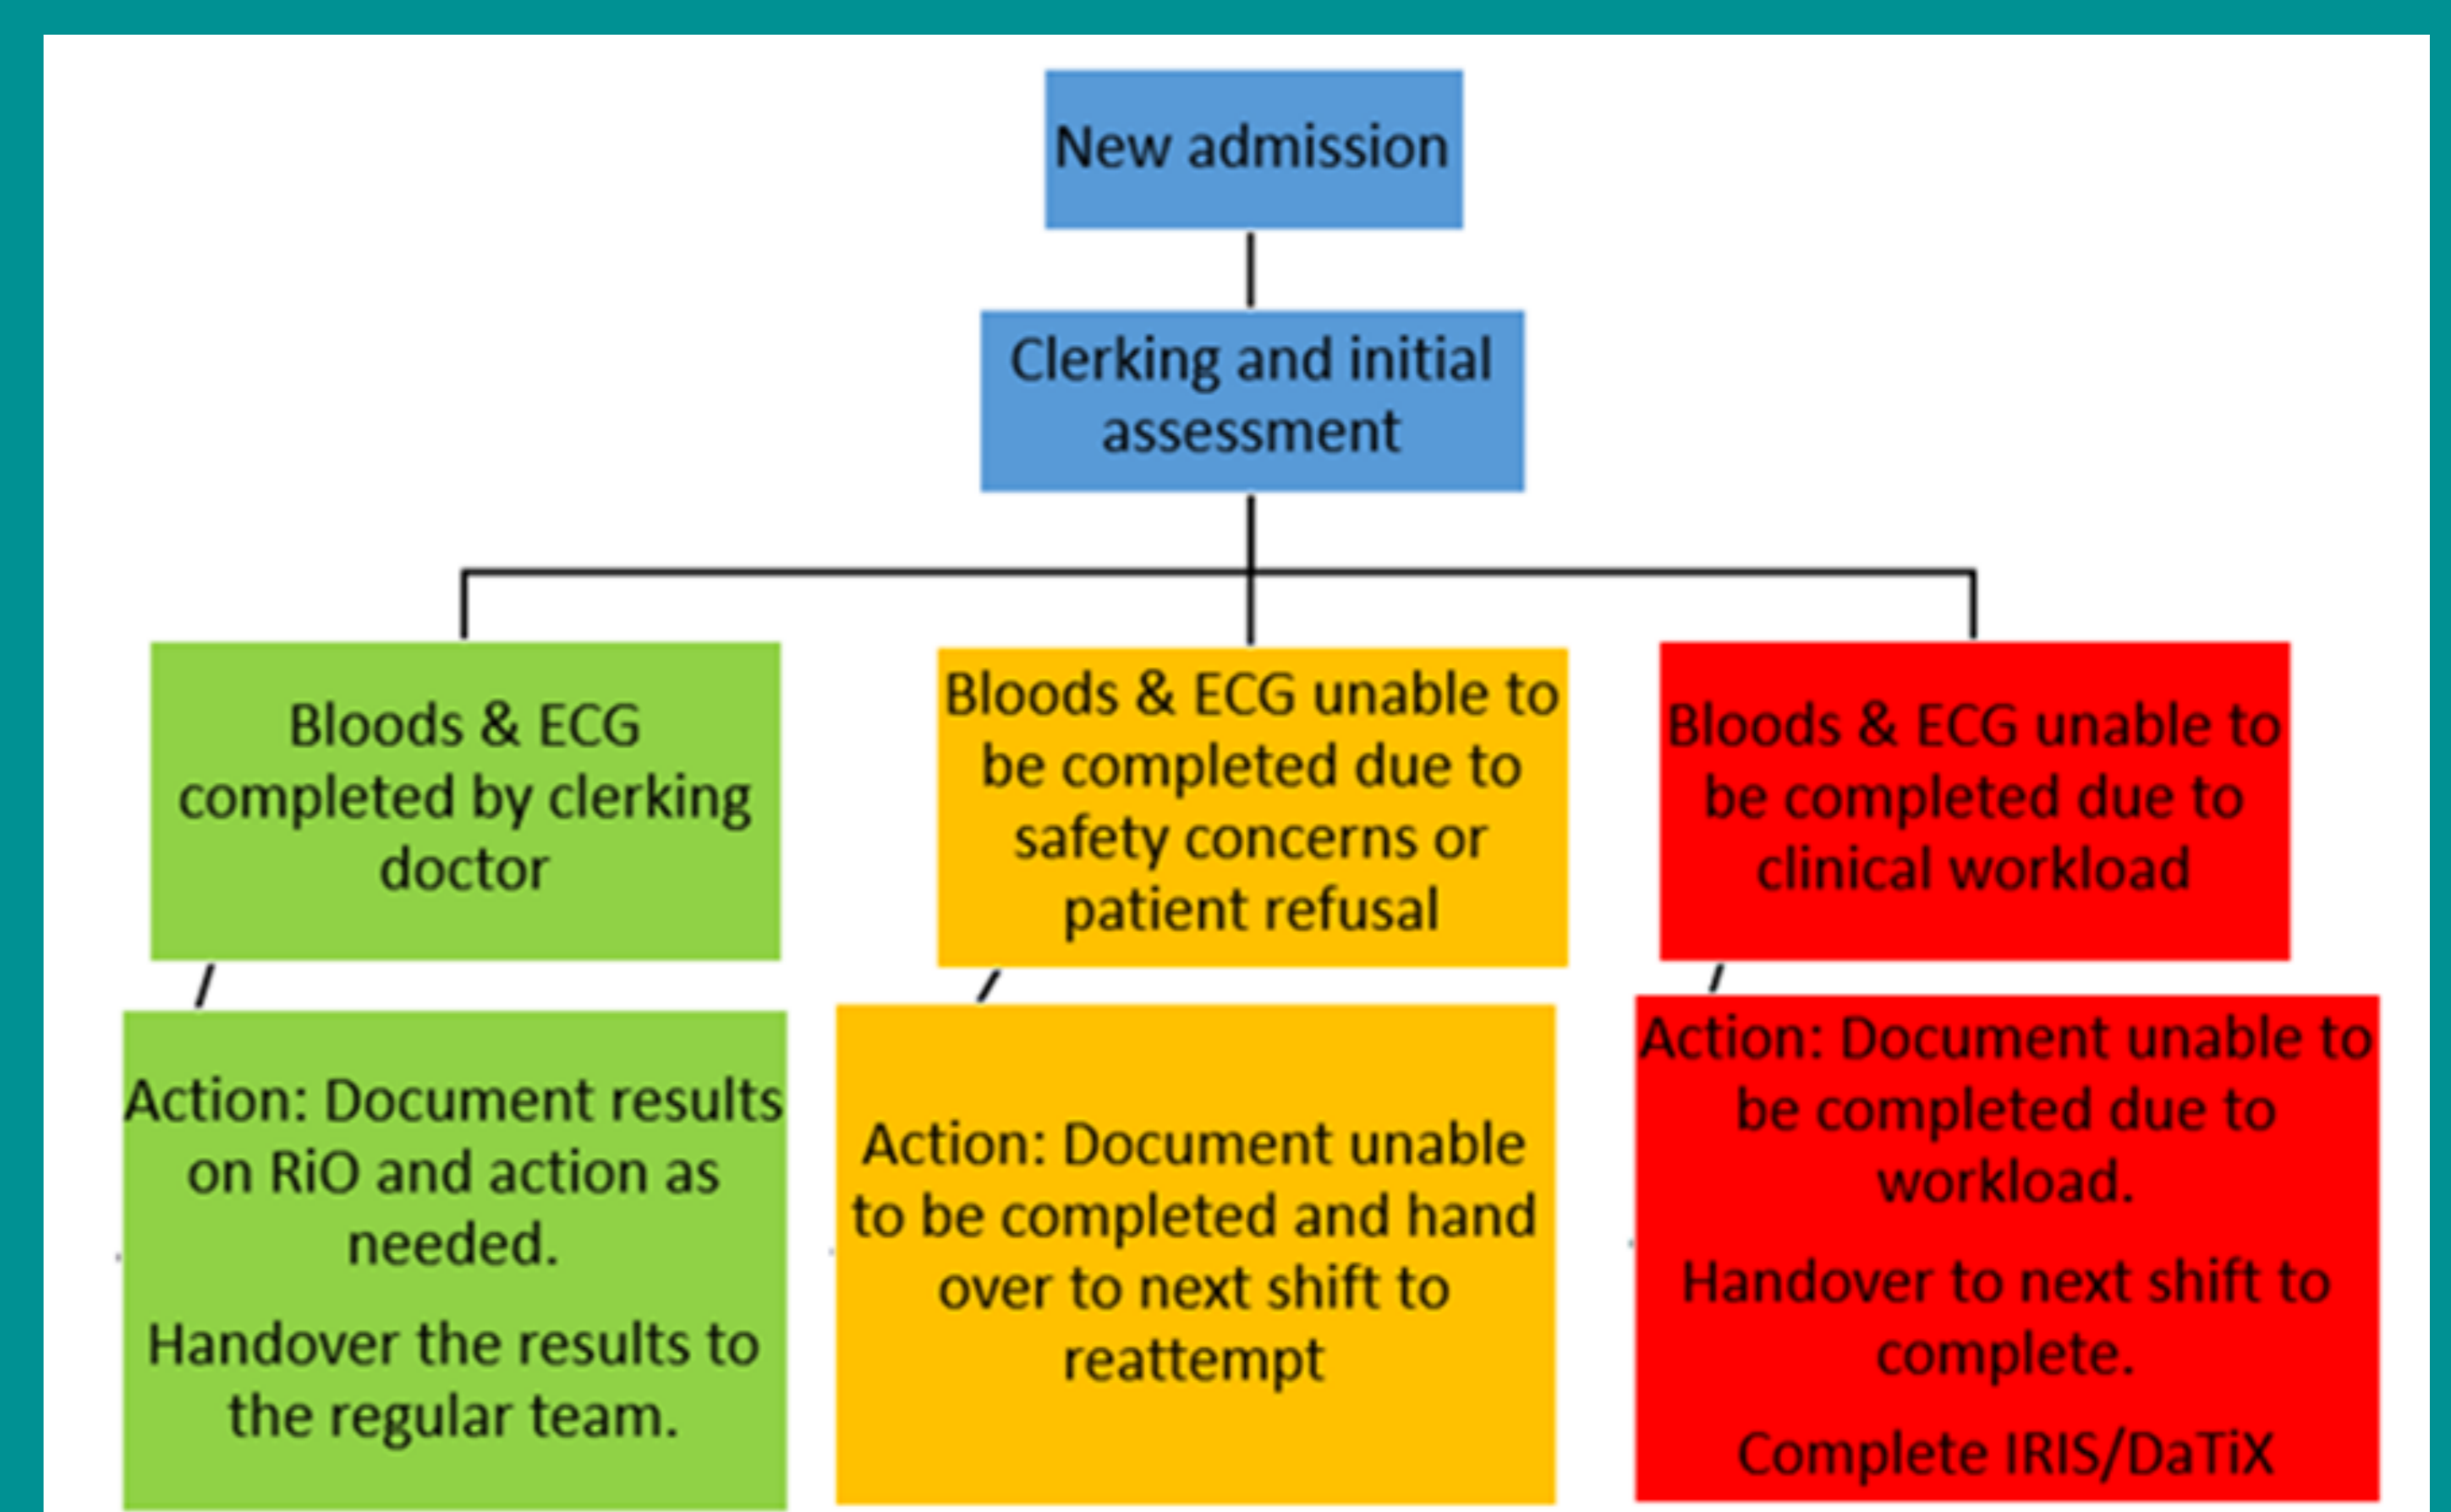 New admission
Clerking and initial
assessment
Bloods & ECG
completed by clerking
doctor
Bloods & ECG unable to
be completed due to
safety concerns or
patient refusal
Bloods & ECG unable to
be completed due to
clinical workload
Action: Document results
on RiO and action as
needed.
Handover the results to
the regular team.
Action: Document unable
to be completed and hand
over to next shift to
reattempt
Action: Document unable to
be completed due to
workload.
Handover to next shift to
complete.
Complete IRIS/DaTiX